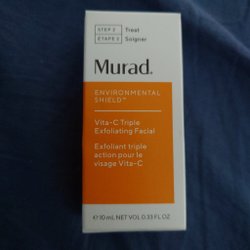 STEP 2 Treat
ÉTAPE 2 Soigner
Murad.
ENVIRONMENTAL
SHIELD™
Vita-C Triple
Exfoliating Facial
Exfoliant triple
action pour le
visage Vita-C
e 10 mL NET VOL 0.33 FL OZ